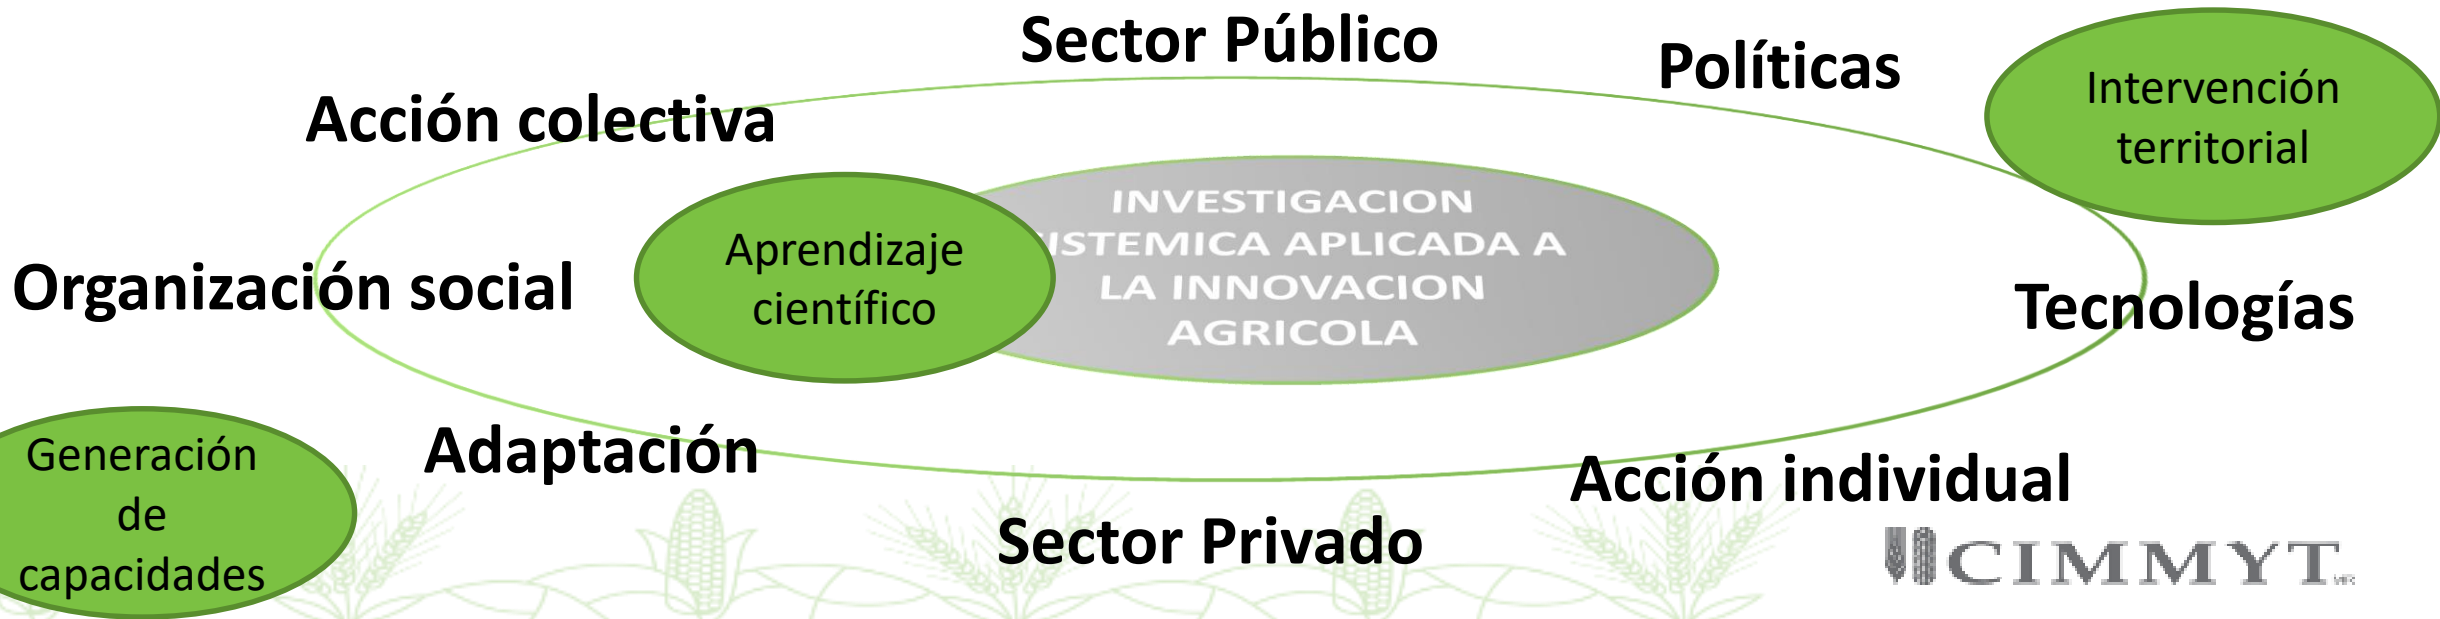 Sector Público
Políticas
Intervención
territorial
Acción colectiva
INVESTIGACION
ISTEMICA APLICADA A
LA INNOVACION
AGRICOLA
Aprendizaje
científico
Organización social
Tecnologías
Adaptación
Acción individual
Generación
de
capacidades
Sector Privado
CIMMYT